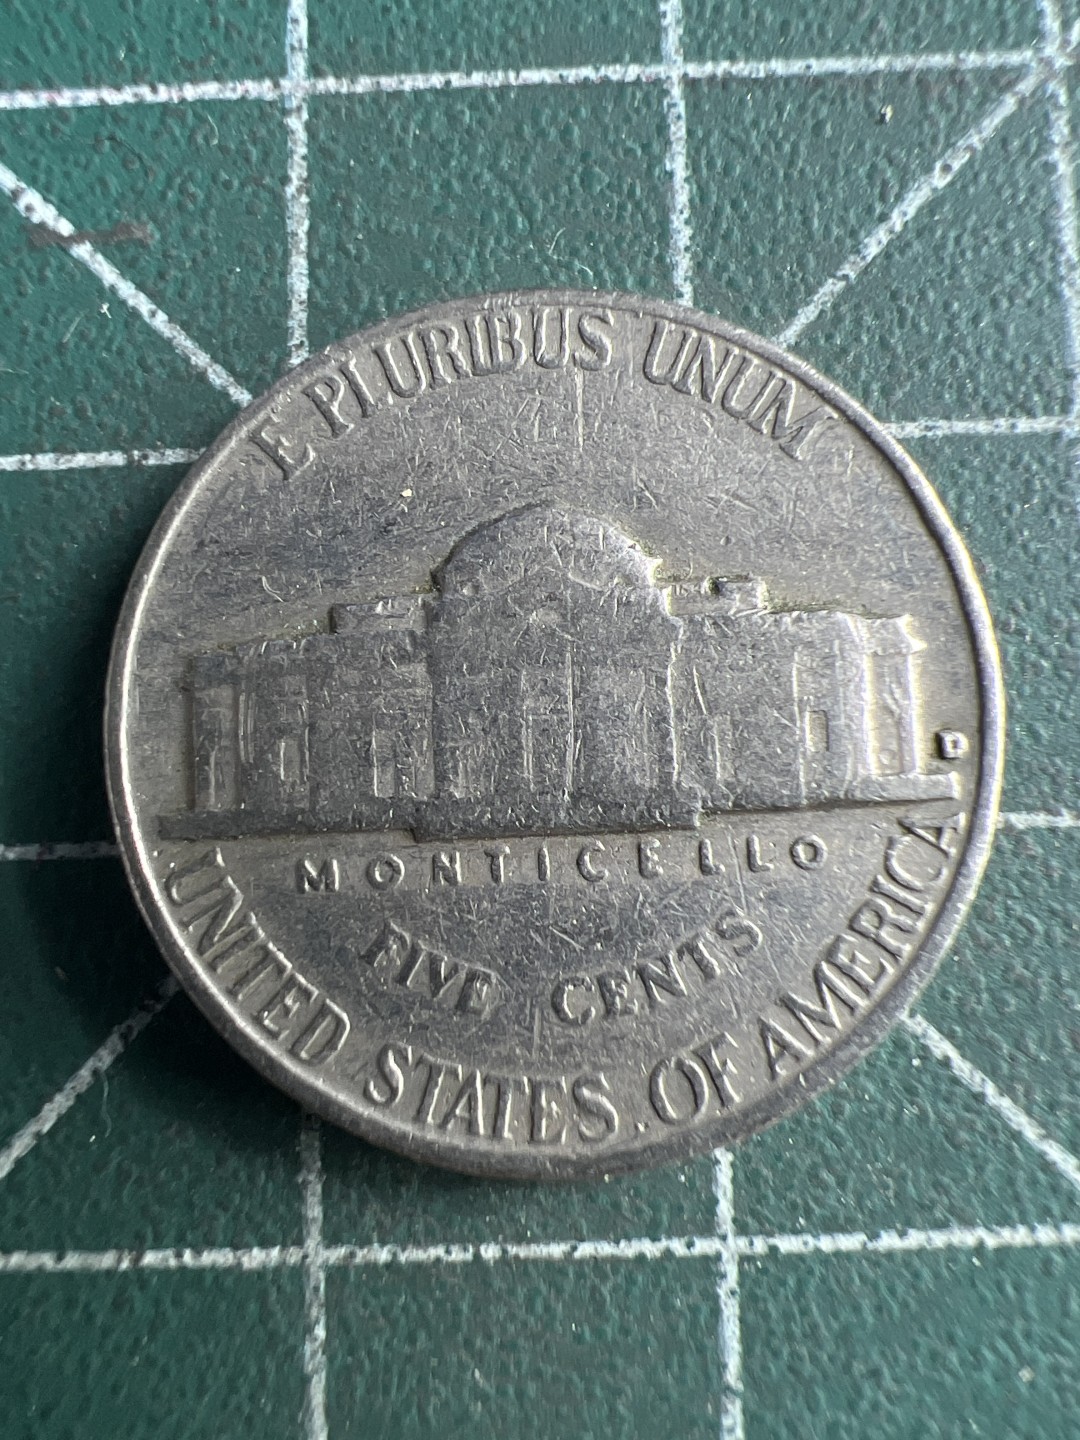 E PLURIBUS UNUM
D
MONTICELLO
FIVE CENTS
UNITED STATES OF AMERICA